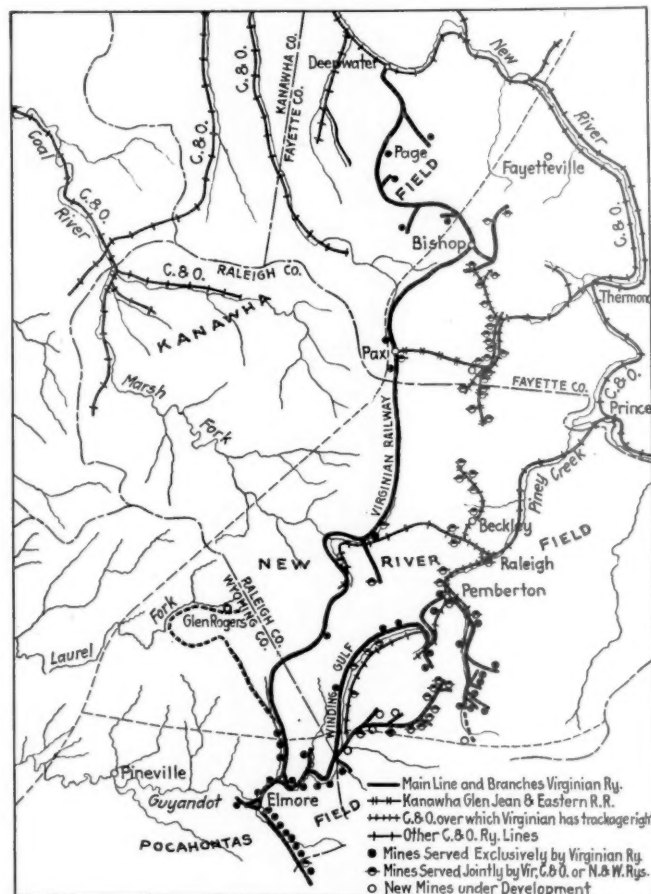 New
River
Deepwater
C.&O.
C.&O.
C.&O.
KANAWHA CO.
FAYETTE CO.
Page
FIELD
Fayetteville
Coal
River
C.&O.
C.&O.
Bishop
C.&O.
RALEIGH CO.
KANAWHA
Thermond
Paxi
Marsh
Fork
FAYETTE CO.
C.&O.
Prince
VIRGINIAN RAILWAY
Piney Creek
Beckley
FIELD
NEW
RIVER
Raleigh
RALEIGH CO.
WYOMING CO.
Pemberton
Fork
Glen Rogers
Laurel
WINDING
GULF
Pineville
Guyandot
Elmore
FIELD
POCAHONTAS
Main Line and Branches Virginian Ry.
Kanawha Glen Jean & Eastern R.R.
C.&O. over which Virginian has trackage right
Other C.&O. Ry. Lines
Mines Served Exclusively by Virginian Ry.
Mines Served Jointly by Vir, C.&O. or N.&W. Rys.
New Mines under Development